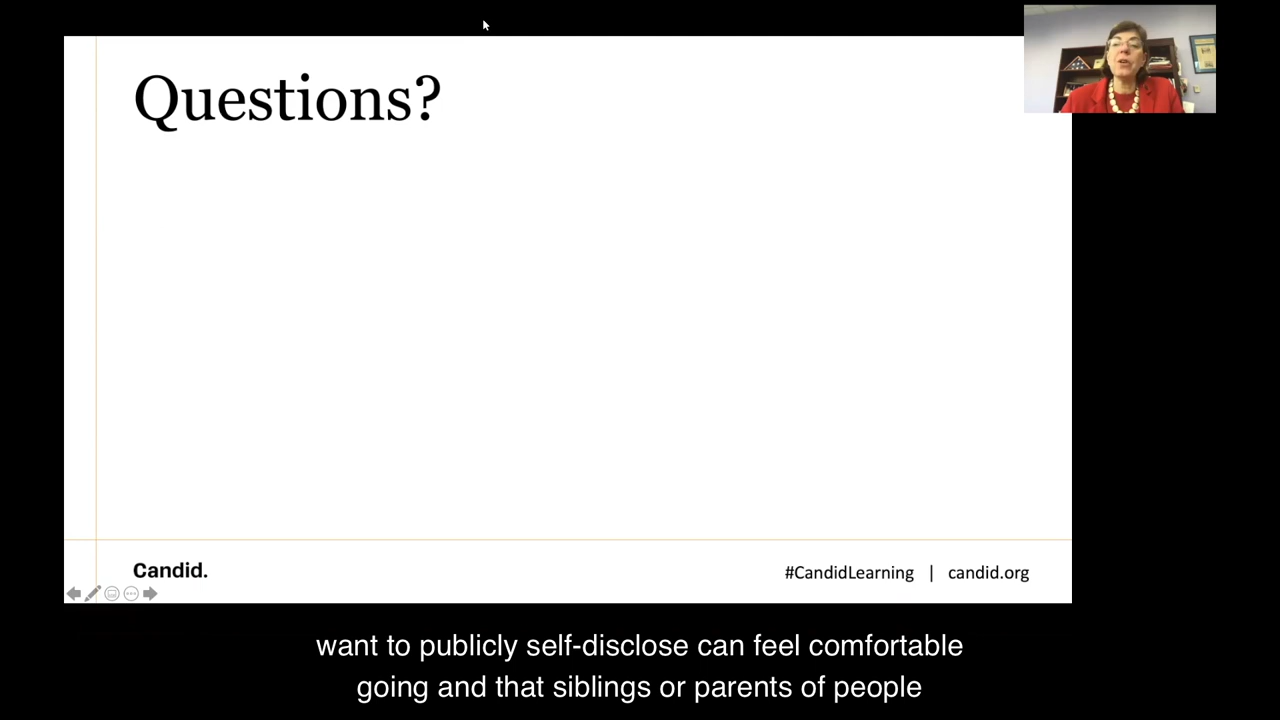 Questions?
Candid.
#CandidLearning | candid.org
want to publicly self-disclose can feel comfortable
going and that siblings or parents of people